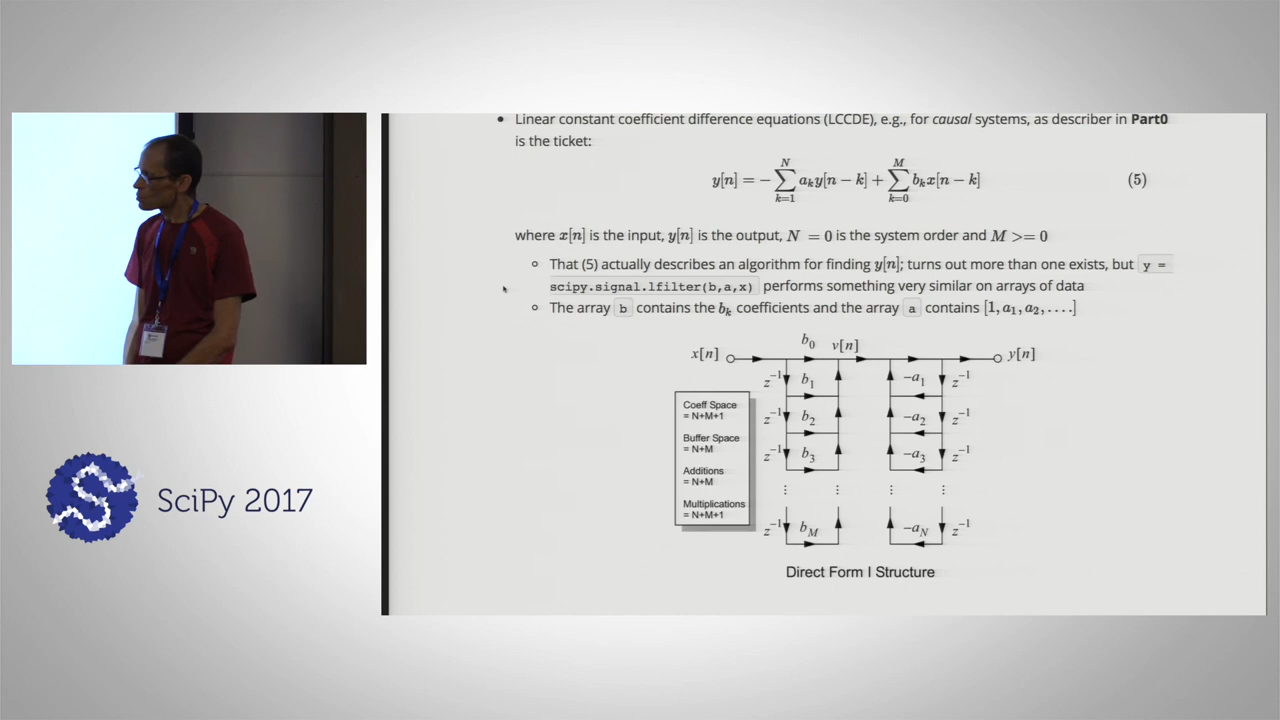 Linear constant coefficient difference equations (LCCDE), e.g., for causal systems, as describer in Part0
is the ticket:
y[n] = −∑_{k=1}^{N} a_k y[n − k] + ∑_{k=0}^{M} b_k x[n − k] (5)
where x[n] is the input, y[n] is the output, N = 0 is the system order and M >= 0
That (5) actually describes an algorithm for finding y[n]; turns out more than one exists, but y =
scipy.signal.lfilter(b,a,x) performs something very similar on arrays of data
The array b contains the b_k coefficients and the array a contains [1, a_1, a_2, ....]
x[n] b_0 v[n] y[n]
z^{-1} b_1 −a_1 z^{-1}
z^{-1} b_2 −a_2 z^{-1}
z^{-1} b_3 −a_3 z^{-1}
z^{-1} b_M −a_N z^{-1}
Coeff Space
= N+M+1
Buffer Space
= N+M
Additions
= N+M
Multiplications
= N+M+1
Direct Form I Structure
SciPy 2017